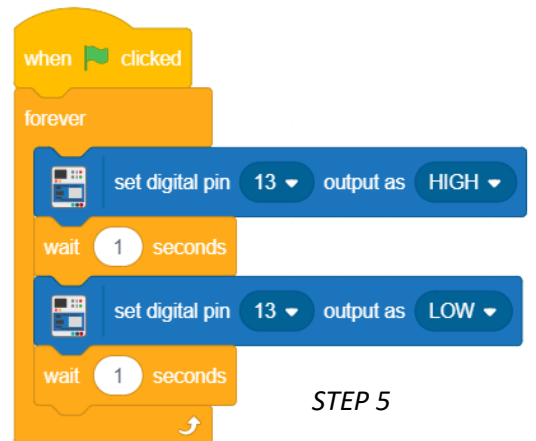 when clicked
forever
set digital pin 13 output as HIGH
wait 1 seconds
set digital pin 13 output as LOW
wait 1 seconds
STEP 5